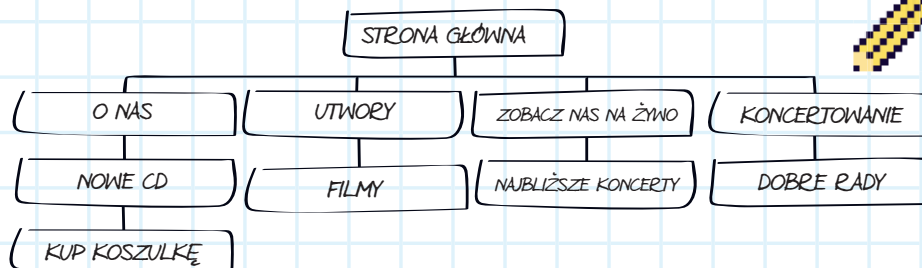 STRONA GŁÓWNA
O NAS
UTWORY
ZOBACZ NAS NA ŻYWO
KONCERTOWANIE
NOWE CD
FILMY
NAJBLIŻSZE KONCERTY
DOBRE RADY
KUP KOSZULKĘ